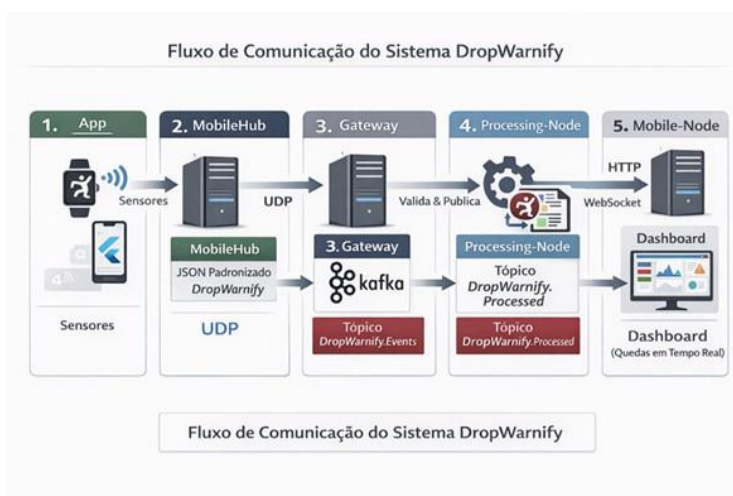 Fluxo de Comunicação do Sistema DropWarnify
1. App
2. MobileHub
3. Gateway
4. Processing-Node
5. Mobile-Node
Sensores
UDP
Valida & Publica
HTTP
WebSocket
MobileHub
JSON Padronizado
DropWarnify
3. Gateway
kafka
Processing-Node
Tópico
DropWarnify.
Processed
Dashboard
Sensores
UDP
Tópico
DropWarnify.Events
Tópico
DropWarnify.Processed
Dashboard
(Quedas em Tempo Real)
Fluxo de Comunicação do Sistema DropWarnify